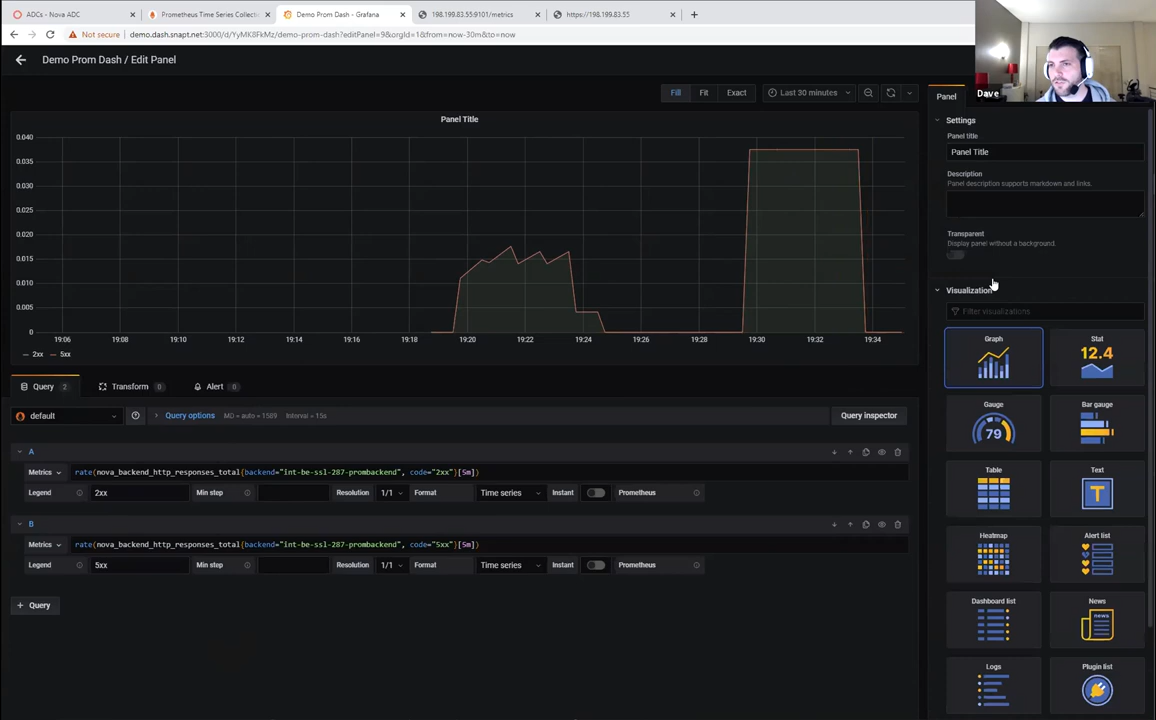 ADCs - Nova ADC
Prometheus Time Series Collecti
Demo Prom Dash - Grafana
198.199.83.55:9101/metrics
https://198.199.83.55
Not secure
demo.dash.snapt.net:3000/d/YyMK8FkMz/demo-prom-dash?editPanel=9&orgId=1&from=now-30m&to=now
Dave
Demo Prom Dash / Edit Panel
Fill
Fit
Exact
Last 30 minutes
Panel
Panel Title
0.040
0.035
0.030
0.025
0.020
0.015
0.010
0.005
0
19:06
19:08
19:10
19:12
19:14
19:16
19:18
19:20
19:22
19:24
19:26
19:28
19:30
19:32
19:34
2xx
5xx
Query 2
Transform 0
Alert 0
default
Query options
MD = auto = 1589
Interval = 15s
Query inspector
A
Metrics
rate(nova_backend_http_responses_total{backend="int-be-ssl-287-prombackend", code="2xx"}[5m])
Legend
2xx
Min step
Resolution
1/1
Format
Time series
Instant
Prometheus
B
Metrics
rate(nova_backend_http_responses_total{backend="int-be-ssl-287-prombackend", code="5xx"}[5m])
Legend
5xx
Min step
Resolution
1/1
Format
Time series
Instant
Prometheus
+ Query
Settings
Panel title
Panel Title
Description
Panel description supports markdown and links.
Transparent
Display panel without a background.
Visualization
Filter visualizations
Graph
Stat
12.4
Gauge
79
Bar gauge
Table
Text
T
Heatmap
Alert list
Dashboard list
News
news
Logs
Plugin list